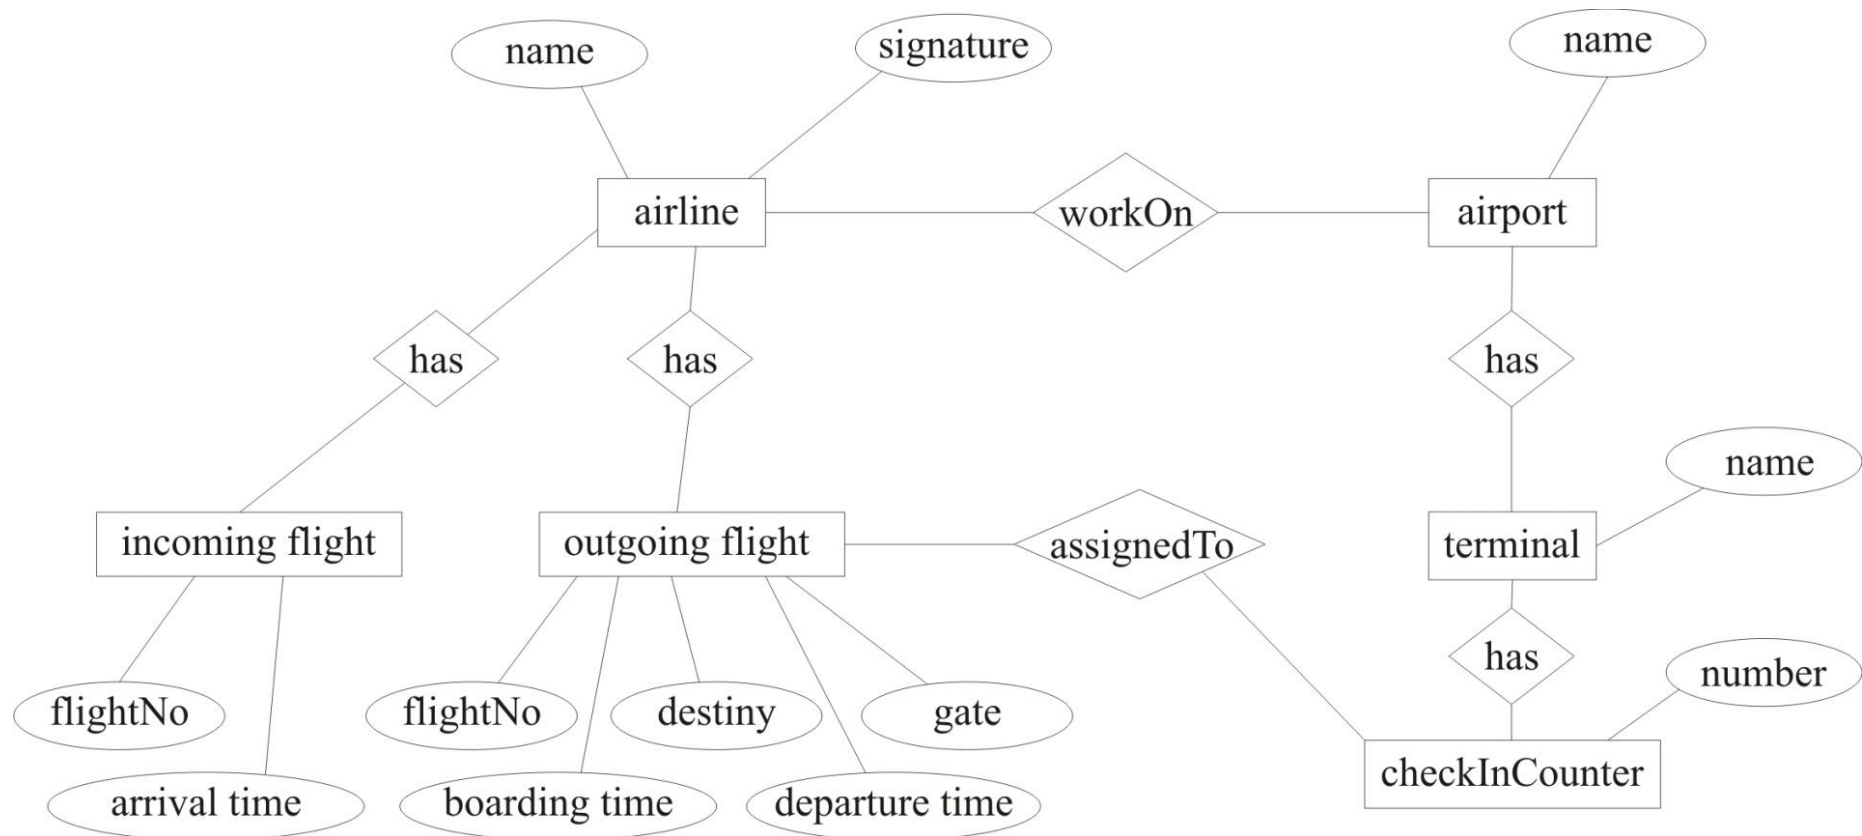 name
signature
name
airline
workOn
airport
has
has
has
name
incoming flight
outgoing flight
assignedTo
terminal
has
number
flightNo
flightNo
destiny
gate
checkInCounter
arrival time
boarding time
departure time